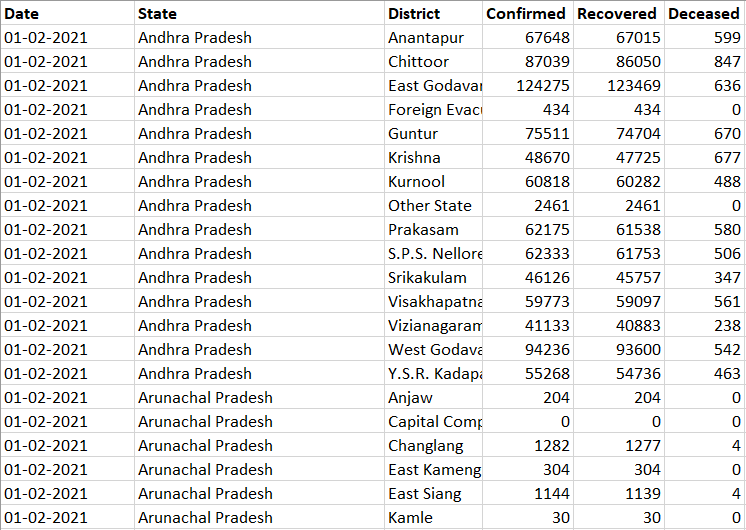 Date State District Confirmed Recovered Deceased
01-02-2021 Andhra Pradesh Anantapur 67648 67015 599
01-02-2021 Andhra Pradesh Chittoor 87039 86050 847
01-02-2021 Andhra Pradesh East Godavar 124275 123469 636
01-02-2021 Andhra Pradesh Foreign Evac 434 434 0
01-02-2021 Andhra Pradesh Guntur 75511 74704 670
01-02-2021 Andhra Pradesh Krishna 48670 47725 677
01-02-2021 Andhra Pradesh Kurnool 60818 60282 488
01-02-2021 Andhra Pradesh Other State 2461 2461 0
01-02-2021 Andhra Pradesh Prakasam 62175 61538 580
01-02-2021 Andhra Pradesh S.P.S. Nellore 62333 61753 506
01-02-2021 Andhra Pradesh Srikakulam 46126 45757 347
01-02-2021 Andhra Pradesh Visakhapatna 59773 59097 561
01-02-2021 Andhra Pradesh Vizianagaram 41133 40883 238
01-02-2021 Andhra Pradesh West Godava 94236 93600 542
01-02-2021 Andhra Pradesh Y.S.R. Kadapa 55268 54736 463
01-02-2021 Arunachal Pradesh Anjaw 204 204 0
01-02-2021 Arunachal Pradesh Capital Comp 0 0 0
01-02-2021 Arunachal Pradesh Changlang 1282 1277 4
01-02-2021 Arunachal Pradesh East Kameng 304 304 0
01-02-2021 Arunachal Pradesh East Siang 1144 1139 4
01-02-2021 Arunachal Pradesh Kamle 30 30 0